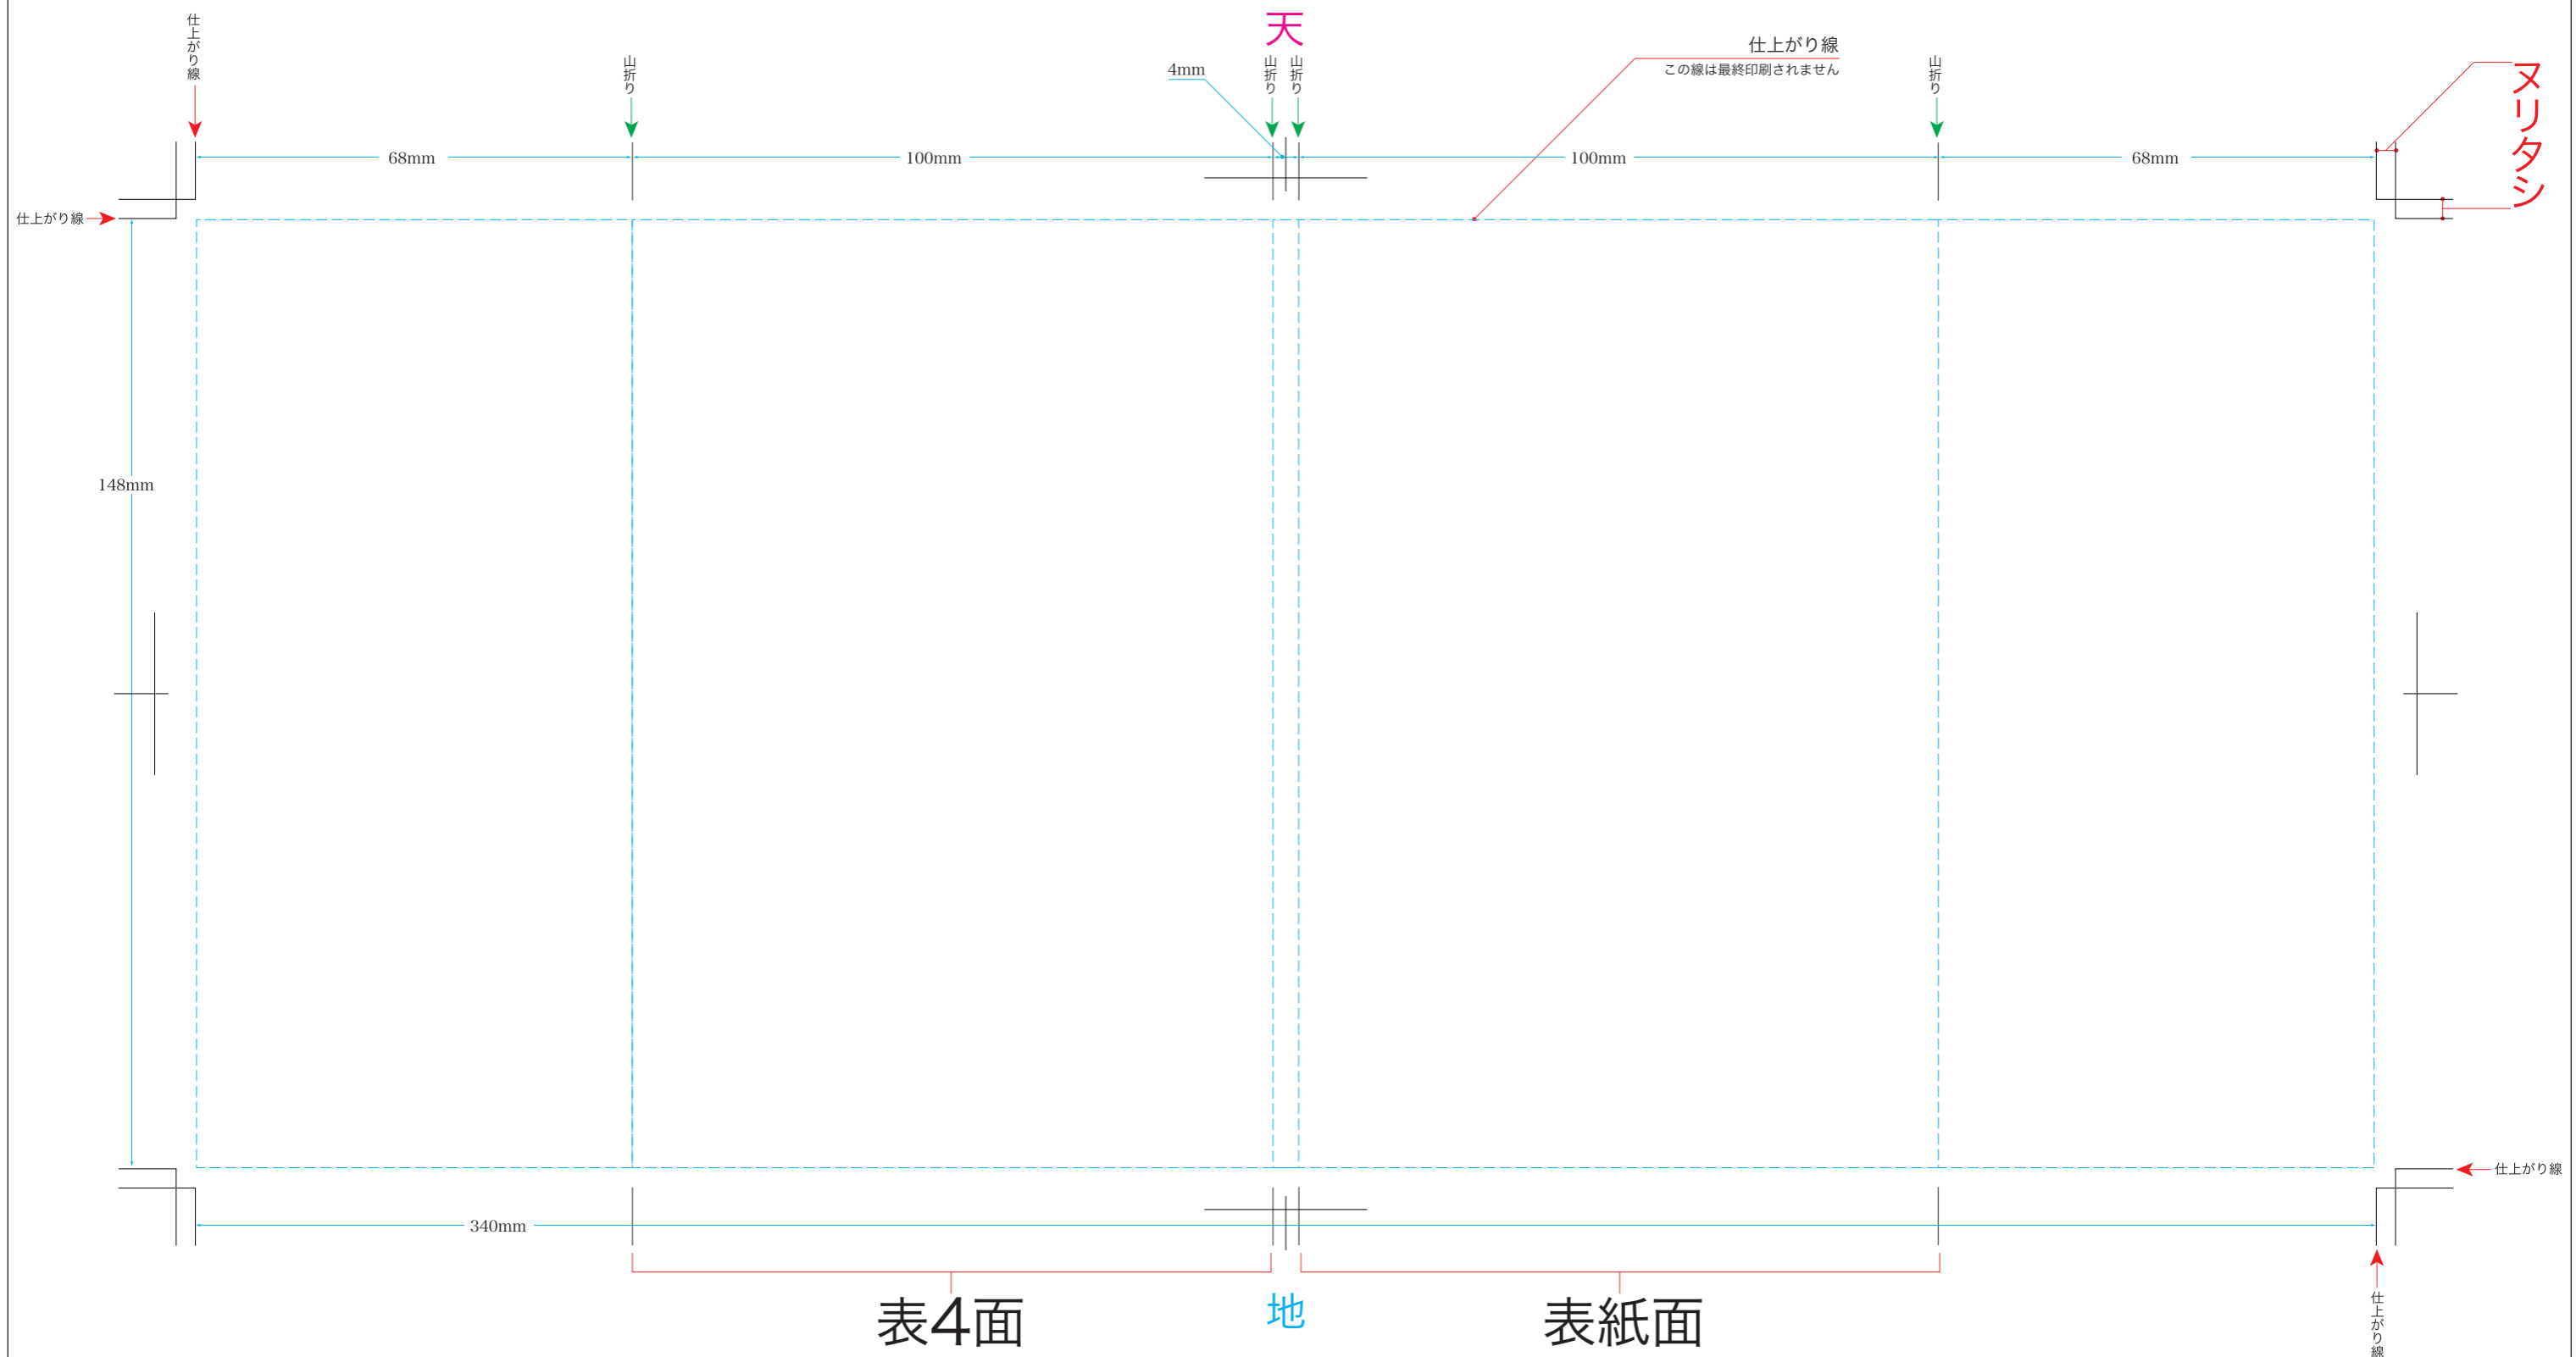 仕上がり線
天
仕上がり線
この線は最終印刷されません
山折り
山折り
山折り
山折り
4mm
ヌリタシ
68mm
100mm
100mm
68mm
仕上がり線
148mm
仕上がり線
340mm
表4面
地
表紙面
仕上がり線